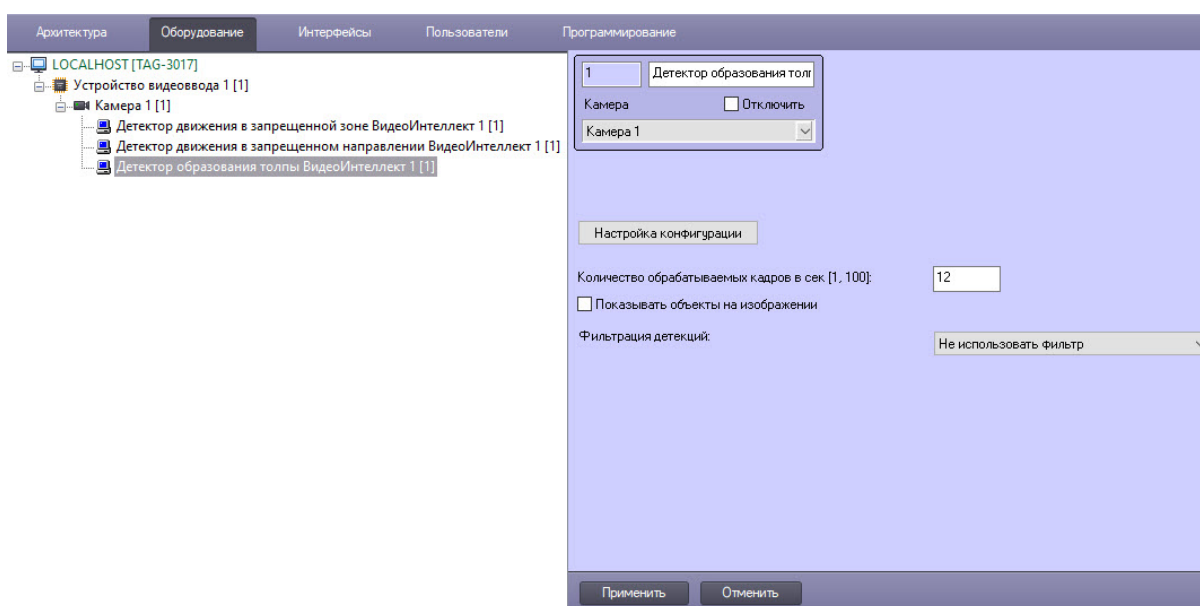 Архитектура Оборудование Интерфейсы Пользователи Программирование
LOCALHOST [TAG-3017]
Устройство видеоввода 1 [1]
Камера 1 [1]
Детектор движения в запрещенной зоне ВидеоИнтеллект 1 [1]
Детектор движения в запрещенном направлении ВидеоИнтеллект 1 [1]
Детектор образования толпы ВидеоИнтеллект 1 [1]
1 Детектор образования толг
Камера Отключить
Камера 1
Настройка конфигурации
Количество обрабатываемых кадров в сек [1, 100]: 12
Показывать объекты на изображении
Фильтрация детекций: Не использовать фильтр
Применить Отменить